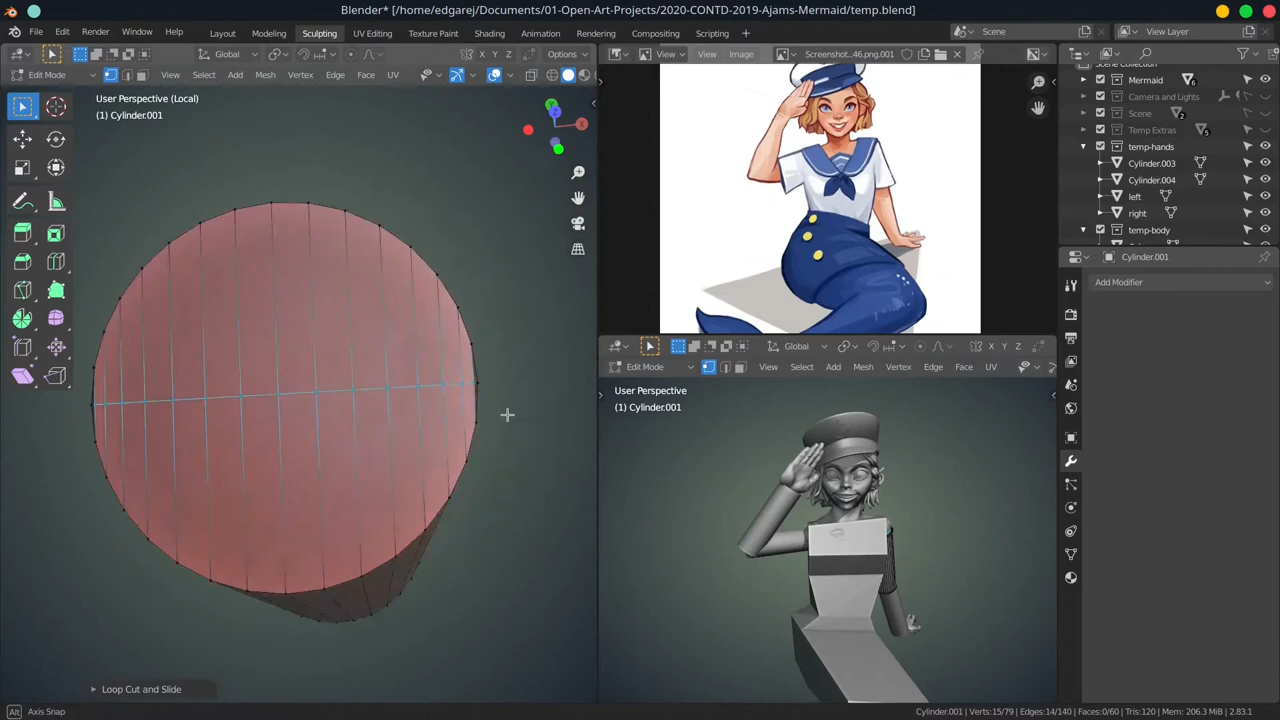 Blender* [/home/edgarej/Documents/01-Open-Art-Projects/2020-CONTD-2019-Ajams-Mermaid/temp.blend]
File Edit Render Window Help Layout Modeling Sculpting UV Editing Texture Paint Shading Animation Rendering Compositing Scripting + Scene View Layer
Global X Y Z Options
View Image Screenshot...46.png.001
Edit Mode View Select Add Mesh Vertex Edge Face UV
User Perspective (Local)
(1) Cylinder.001
Y
Z
X
Scene Collection
Mermaid 6
Camera and Lights
Scene 2
Temp Extras 5
temp-hands
Cylinder.003
Cylinder.004
left
right
temp-body
Cylinder.001
Add Modifier
Global X Y Z
Edit Mode View Select Add Mesh Vertex Edge Face UV
User Perspective
(1) Cylinder.001
Loop Cut and Slide
Alt Axis Snap
Cylinder.001 | Verts:15/79 | Edges:14/140 | Faces:0/60 | Tris:120 | Mem: 206.3 MiB | 2.83.1